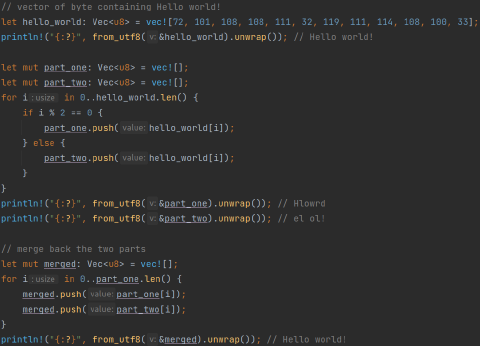 // vector of byte containing Hello world!
let hello_world: Vec<u8> = vec![72, 101, 108, 108, 111, 32, 119, 111, 114, 108, 100, 33];
println!("{:?}", from_utf8( v: &hello_world).unwrap()); // Hello world!
let mut part_one: Vec<u8> = vec![];
let mut part_two: Vec<u8> = vec![];
for i : usize in 0..hello_world.len() {
if i % 2 == 0 {
part_one.push( value: hello_world[i]);
} else {
part_two.push( value: hello_world[i]);
}
}
println!("{:?}", from_utf8( v: &part_one).unwrap()); // Hlowrd
println!("{:?}", from_utf8( v: &part_two).unwrap()); // el ol!
// merge back the two parts
let mut merged: Vec<u8> = vec![];
for i : usize in 0..part_one.len() {
merged.push( value: part_one[i]);
merged.push( value: part_two[i]);
}
println!("{:?}", from_utf8( v: &merged).unwrap()); // Hello world!